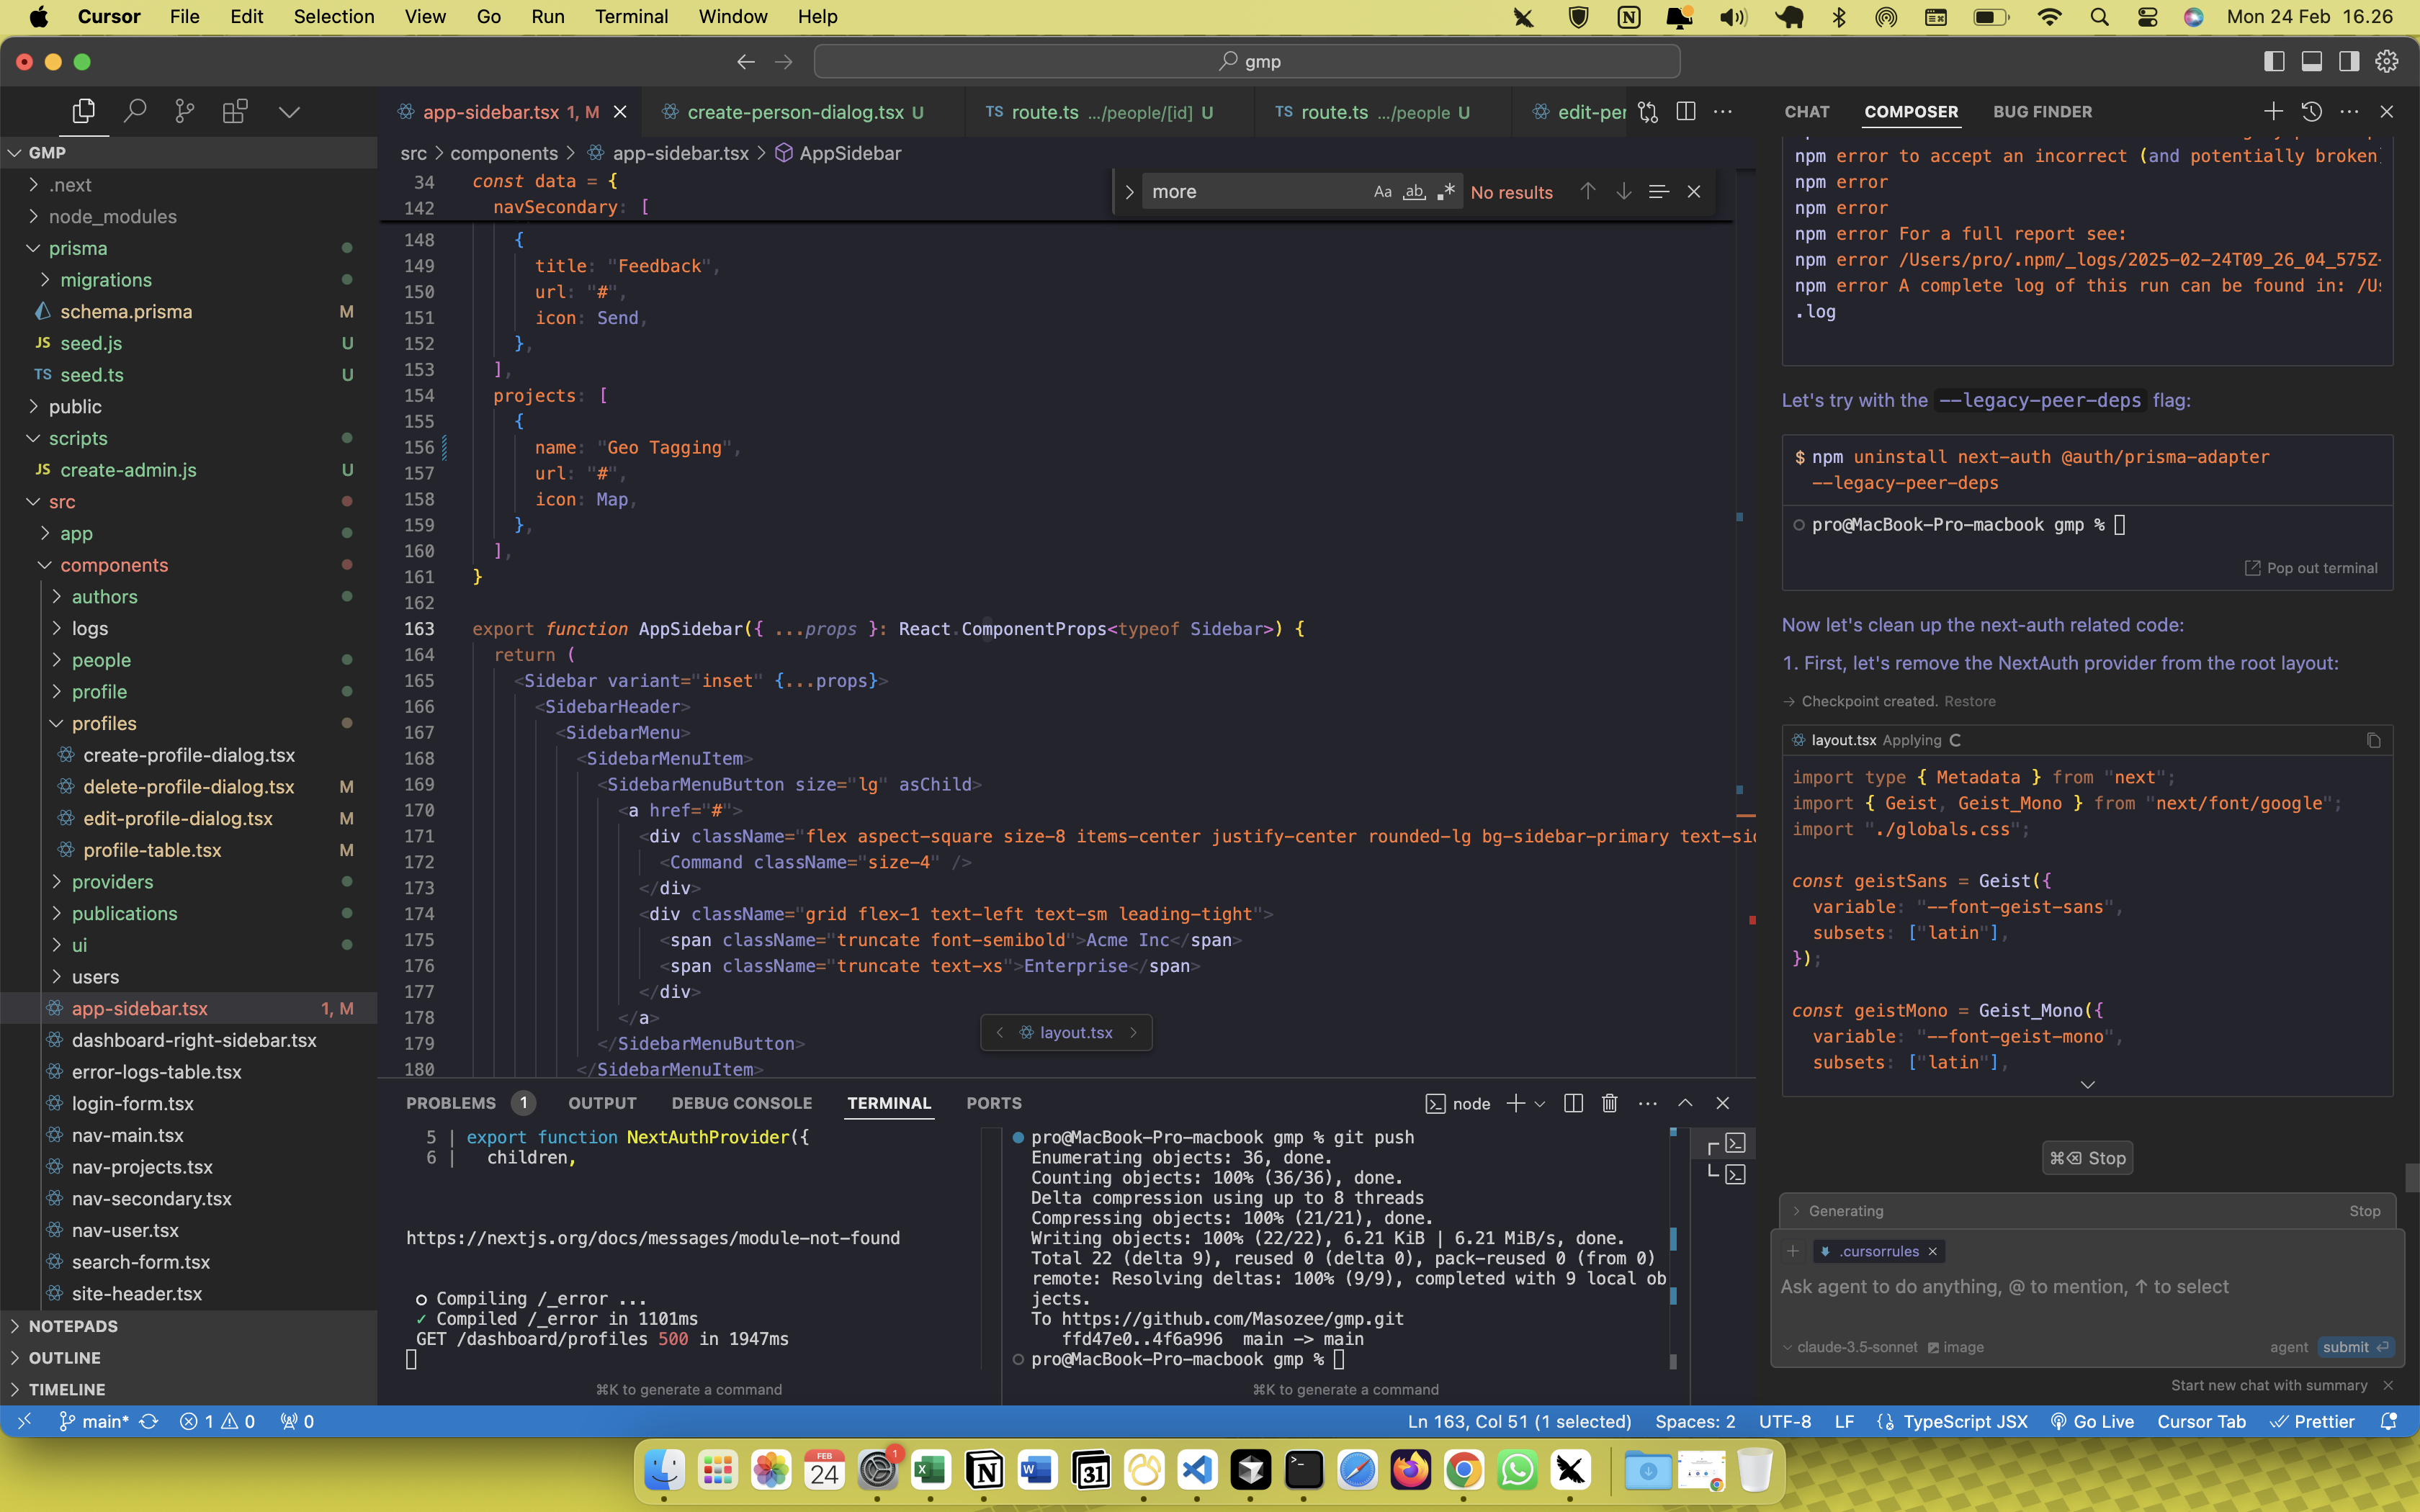 Cursor File Edit Selection View Go Run Terminal Window Help
Mon 24 Feb 16.26
gmp
GMP
.next
node_modules
prisma
migrations
schema.prisma M
seed.js U
seed.ts U
public
scripts
create-admin.js U
src
app
components
authors
logs
people
profile
profiles
create-profile-dialog.tsx
delete-profile-dialog.tsx M
edit-profile-dialog.tsx M
profile-table.tsx M
providers
publications
ui
users
app-sidebar.tsx 1, M
dashboard-right-sidebar.tsx
error-logs-table.tsx
login-form.tsx
nav-main.tsx
nav-projects.tsx
nav-secondary.tsx
nav-user.tsx
search-form.tsx
site-header.tsx
NOTEPADS
OUTLINE
TIMELINE
app-sidebar.tsx 1, M
create-person-dialog.tsx U
TS route.ts .../people/[id] U
TS route.ts .../people U
edit-per
src > components > app-sidebar.tsx > AppSidebar
more Aa ab .* No results
34 const data = {
142 navSecondary: [
148 {
149 title: "Feedback",
150 url: "#",
151 icon: Send,
152 },
153 ],
154 projects: [
155 {
156 name: "Geo Tagging",
157 url: "#",
158 icon: Map,
159 },
160 ],
161 }
162
163 export function AppSidebar({ ...props }: React.ComponentProps<typeof Sidebar>) {
164 return (
165 <Sidebar variant="inset" {...props}>
166 <SidebarHeader>
167 <SidebarMenu>
168 <SidebarMenuItem>
169 <SidebarMenuButton size="lg" asChild>
170 <a href="#">
171 <div className="flex aspect-square size-8 items-center justify-center rounded-lg bg-sidebar-primary text-sid
172 <Command className="size-4" />
173 </div>
174 <div className="grid flex-1 text-left text-sm leading-tight">
175 <span className="truncate font-semibold">Acme Inc</span>
176 <span className="truncate text-xs">Enterprise</span>
177 </div>
178 </a>
179 </SidebarMenuButton>
180 </SidebarMenuItem>
layout.tsx
PROBLEMS 1 OUTPUT DEBUG CONSOLE TERMINAL PORTS
node
5 | export function NextAuthProvider({
6 | children,
https://nextjs.org/docs/messages/module-not-found
○ Compiling /_error ...
✓ Compiled /_error in 1101ms
GET /dashboard/profiles 500 in 1947ms
⌘K to generate a command
pro@MacBook-Pro-macbook gmp % git push
Enumerating objects: 36, done.
Counting objects: 100% (36/36), done.
Delta compression using up to 8 threads
Compressing objects: 100% (21/21), done.
Writing objects: 100% (22/22), 6.21 KiB | 6.21 MiB/s, done.
Total 22 (delta 9), reused 0 (delta 0), pack-reused 0 (from 0)
remote: Resolving deltas: 100% (9/9), completed with 9 local ob
jects.
To https://github.com/Masozee/gmp.git
ffd47e0..4f6a996 main -> main
pro@MacBook-Pro-macbook gmp %
⌘K to generate a command
CHAT COMPOSER BUG FINDER
npm error to accept an incorrect (and potentially broken)
npm error
npm error
npm error For a full report see:
npm error /Users/pro/.npm/_logs/2025-02-24T09_26_04_575Z-
npm error A complete log of this run can be found in: /Us
.log
Let's try with the --legacy-peer-deps flag:
$ npm uninstall next-auth @auth/prisma-adapter
--legacy-peer-deps
pro@MacBook-Pro-macbook gmp %
Pop out terminal
Now let's clean up the next-auth related code:
1. First, let's remove the NextAuth provider from the root layout:
Checkpoint created. Restore
layout.tsx Applying
import type { Metadata } from "next";
import { Geist, Geist_Mono } from "next/font/google";
import "./globals.css";
const geistSans = Geist({
variable: "--font-geist-sans",
subsets: ["latin"],
});
const geistMono = Geist_Mono({
variable: "--font-geist-mono",
subsets: ["latin"],
⌘⌫ Stop
Generating Stop
.cursorrules
Ask agent to do anything, @ to mention, ↑ to select
claude-3.5-sonnet image agent submit
Start new chat with summary
main* 1 0 0
Ln 163, Col 51 (1 selected) Spaces: 2 UTF-8 LF TypeScript JSX Go Live Cursor Tab Prettier
FEB
24
1
31